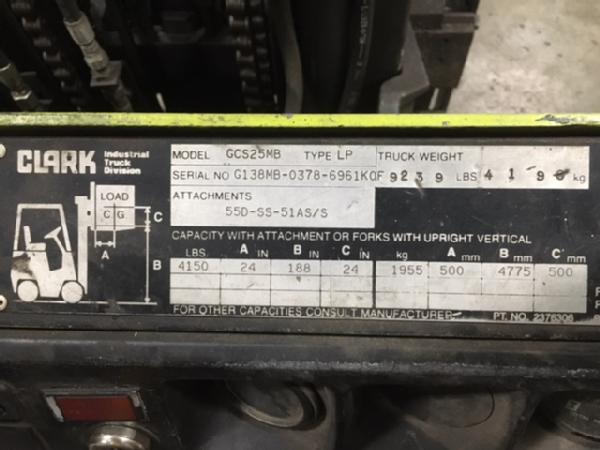 CLARK Industrial Truck Division
MODEL GCS25MB TYPE LP TRUCK WEIGHT
SERIAL NO G138MB-0378-6961KOF 9239 LBS 4190 kg
ATTACHMENTS
55D-SS-51AS/S
LOAD
C G
C
A
B
CAPACITY WITH ATTACHMENT OR FORKS WITH UPRIGHT VERTICAL
LBS. A IN B IN C IN kg A mm B mm C mm
4150 24 188 24 1955 500 4775 500
FOR OTHER CAPACITIES CONSULT MANUFACTURER PT. NO. 2376306